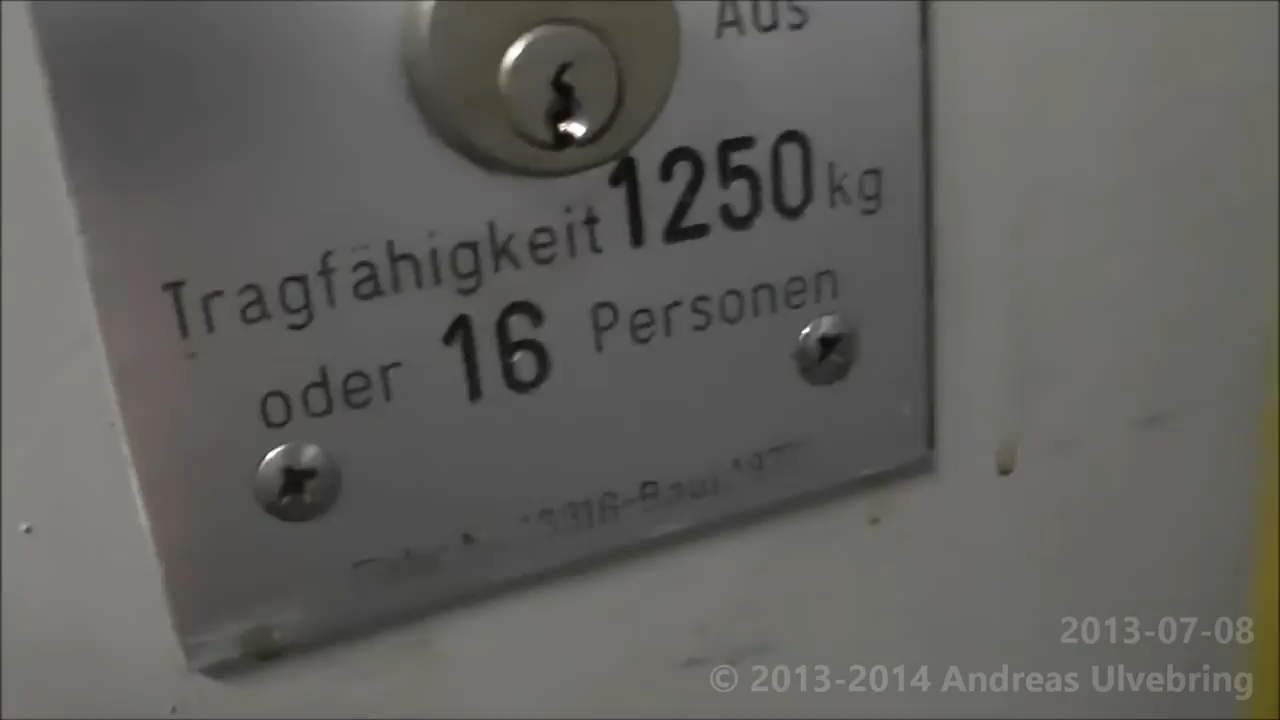 Aus
Tragfähigkeit 1250 kg
oder 16 Personen
2013-07-08
© 2013-2014 Andreas Ulvebring